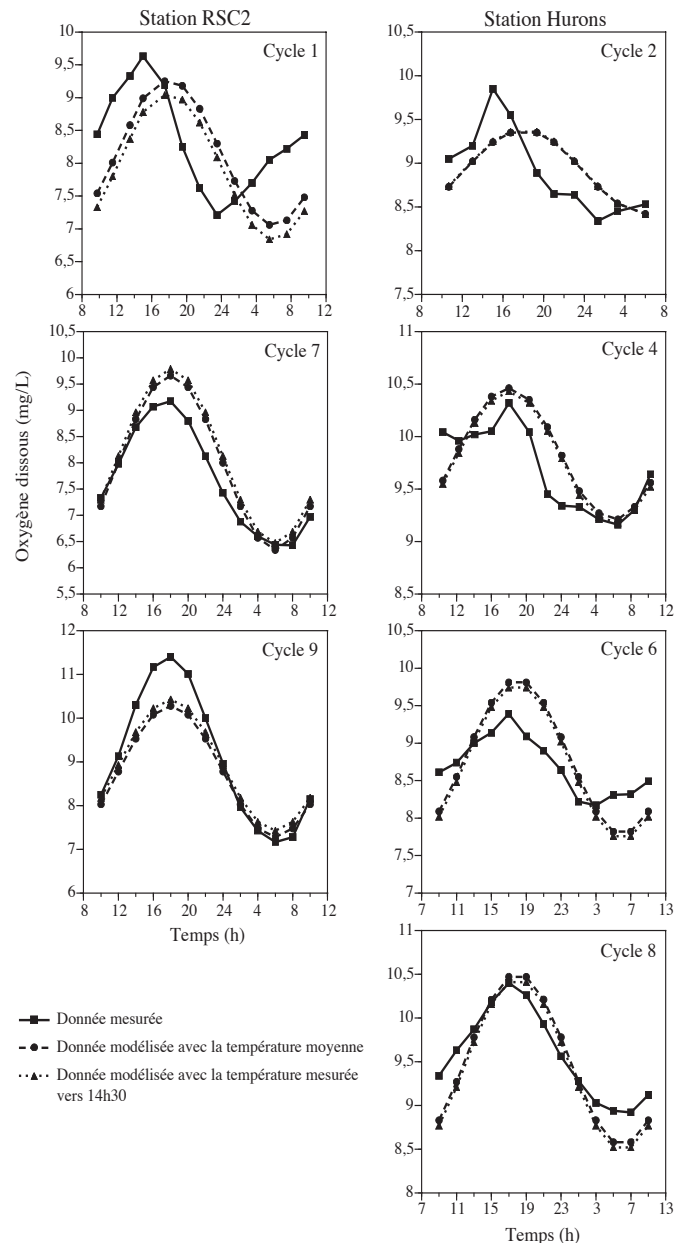 Station RSC2
Station Hurons
Cycle 1
10
9,5
9
8,5
8
7,5
7
6,5
6
8 12 16 20 24 4 8 12
Cycle 2
10,5
10
9,5
9
8,5
8
7,5
8 12 16 20 24 4 8
Oxygène dissous (mg/L)
Cycle 7
10,5
10
9,5
9
8,5
8
7,5
7
6,5
6
5,5
8 12 16 20 24 4 8 12
Cycle 4
11
10,5
10
9,5
9
8,5
8 12 16 20 24 4 8 12
Cycle 9
12
11
10
9
8
7
6
8 12 16 20 24 4 8 12
Temps (h)
Cycle 6
10,5
10
9,5
9
8,5
8
7,5
7
7 11 15 19 23 3 7 13
Cycle 8
11
10,5
10
9,5
9
8,5
8
7 11 15 19 23 3 7 13
Temps (h)
Donnée mesurée
Donnée modélisée avec la température moyenne
Donnée modélisée avec la température mesurée
vers 14h30